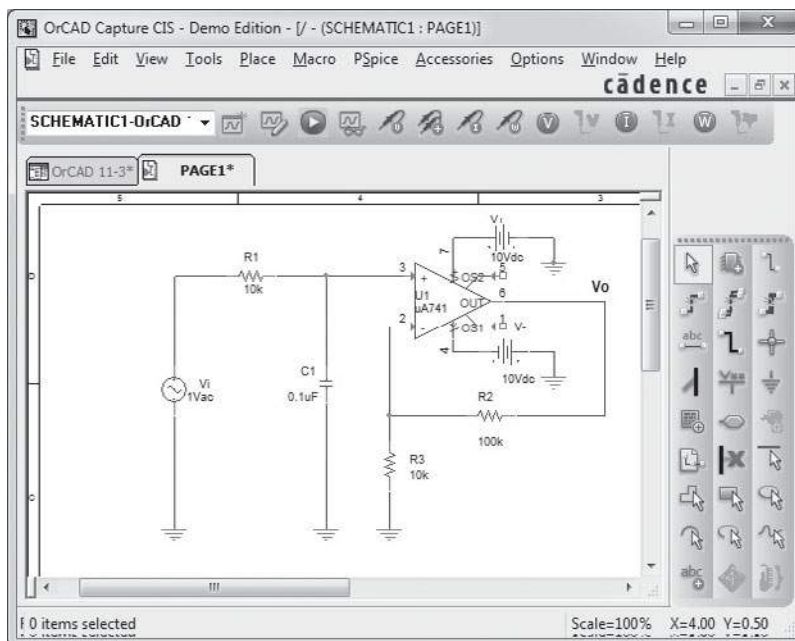 OrCAD Capture CIS - Demo Edition - [/ - (SCHEMATIC1 : PAGE1)]
File Edit View Tools Place Macro PSpice Accessories Options Window Help
cādence
SCHEMATIC1-OrCAD
OrCAD 11-3* PAGE1*
5 4 3
V+
10Vdc
7
5
OS2
R1
10k
3
+
U1
uA741
OUT
6
Vo
2
-
OS1
1
V-
4
10Vdc
Vi
1Vac
C1
0.1uF
R2
100k
R3
10k
D
C
abc
abc
0 items selected
Scale=100% X=4.00 Y=0.50